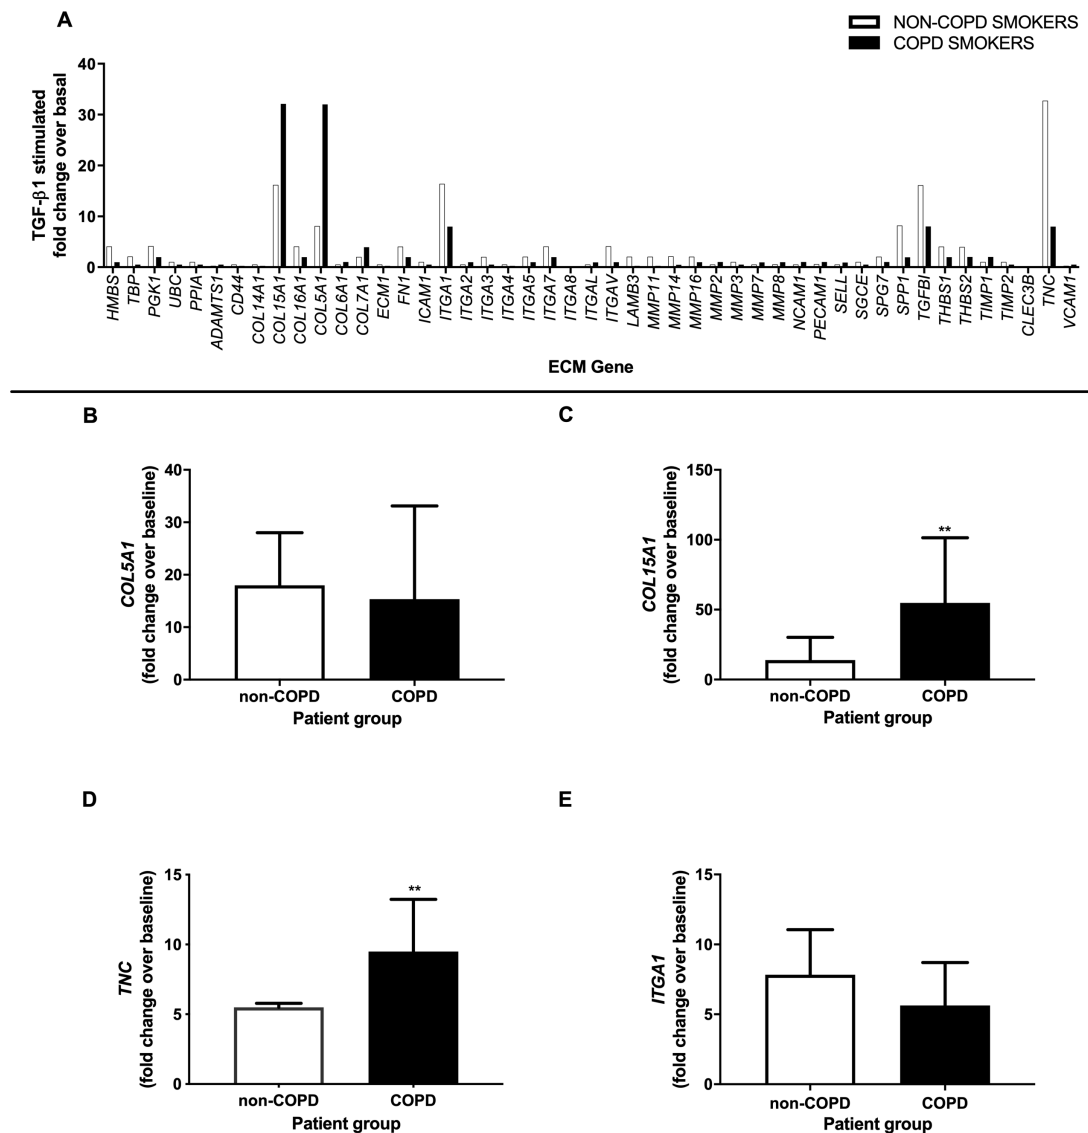 A
NON-COPD SMOKERS
COPD SMOKERS
TGF-β1 stimulated
fold change over basal
40
30
20
10
0
HMBS
TBP
PGK1
UBC
PPIA
ADAMTS1
CD44
COL14A1
COL15A1
COL16A1
COL5A1
COL6A1
COL7A1
ECM1
FN1
ICAM1
ITGA1
ITGA2
ITGA3
ITGA4
ITGA5
ITGA7
ITGA8
ITGAL
ITGAV
LAMB3
MMP11
MMP14
MMP16
MMP2
MMP3
MMP7
MMP8
NCAM1
PECAM1
SELL
SGCE
SPG7
SPP1
TGFBI
THBS1
THBS2
TIMP1
TIMP2
CLEC3B
TNC
VCAM1
ECM Gene
B
COL5A1
(fold change over baseline)
40
30
20
10
0
non-COPD
COPD
Patient group
C
COL15A1
(fold change over baseline)
150
100
50
0
**
non-COPD
COPD
Patient group
D
TNC
(fold change over baseline)
15
10
5
0
**
non-COPD
COPD
Patient group
E
ITGA1
(fold change over baseline)
15
10
5
0
non-COPD
COPD
Patient group